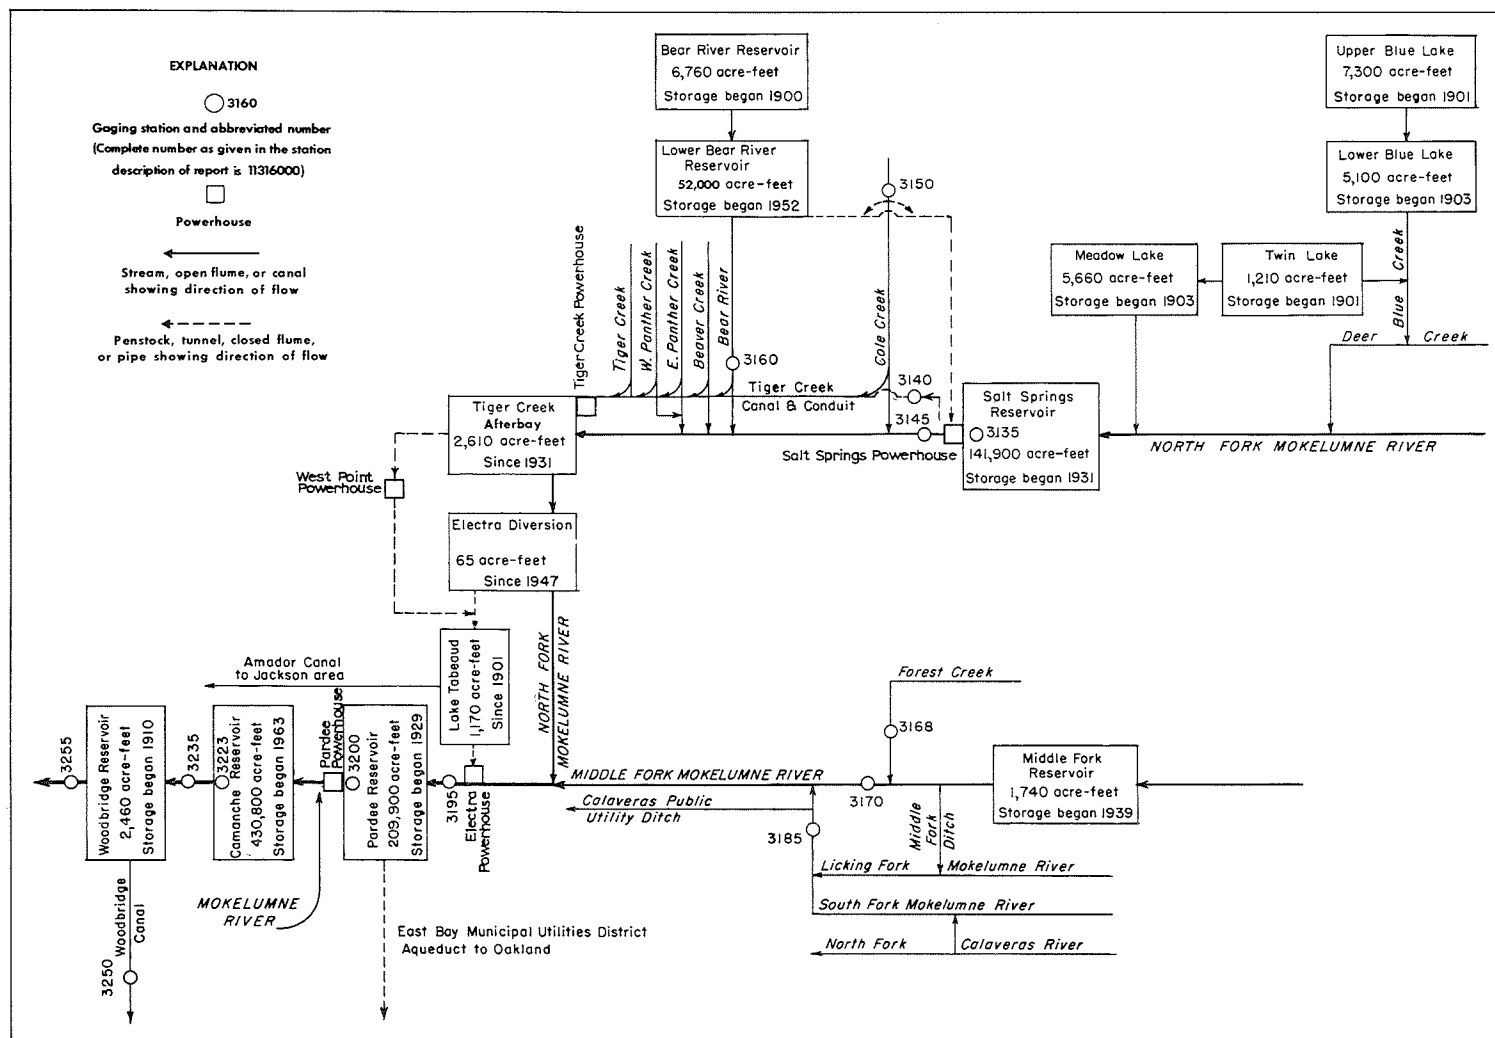 EXPLANATION
3160
Gaging station and abbreviated number
(Complete number as given in the station
description of report is 11316000)
Powerhouse
Stream, open flume, or canal
showing direction of flow
Penstock, tunnel, closed flume,
or pipe showing direction of flow
Bear River Reservoir
6,760 acre-feet
Storage began 1900
Lower Bear River
Reservoir
52,000 acre-feet
Storage began 1952
Upper Blue Lake
7,300 acre-feet
Storage began 1901
Lower Blue Lake
5,100 acre-feet
Storage began 1903
Meadow Lake
5,660 acre-feet
Storage began 1903
Twin Lake
1,210 acre-feet
Storage began 1901
Blue Creek
Deer Creek
3150
Tiger Creek Powerhouse
Tiger Creek
W. Panther Creek
E. Panther Creek
Beaver Creek
Bear River
Cole Creek
3160
3140
Tiger Creek
Canal & Conduit
3145
Salt Springs Powerhouse
Salt Springs
Reservoir
3135
141,900 acre-feet
Storage began 1931
NORTH FORK MOKELUMNE RIVER
Tiger Creek
Afterbay
2,610 acre-feet
Since 1931
West Point
Powerhouse
Electra Diversion
65 acre-feet
Since 1947
NORTH FORK
MOKELUMNE RIVER
Lake Tabeaud
1,170 acre-feet
Since 1901
Amador Canal
to Jackson area
Forest Creek
3168
Middle Fork
Reservoir
1,740 acre-feet
Storage began 1939
MIDDLE FORK MOKELUMNE RIVER
3170
Calaveras Public
Utility Ditch
3185
Middle Fork
Ditch
Licking Fork Mokelumne River
South Fork Mokelumne River
North Fork Calaveras River
3255
Woodbridge Reservoir
2,460 acre-feet
Storage began 1910
3235
3223
Camanche Reservoir
430,800 acre-feet
Storage began 1963
Pardee
Powerhouse
3200
Pardee Reservoir
209,900 acre-feet
Storage began 1929
3195
Electra
Powerhouse
MOKELUMNE
RIVER
Woodbridge
Canal
3250
East Bay Municipal Utilities District
Aqueduct to Oakland